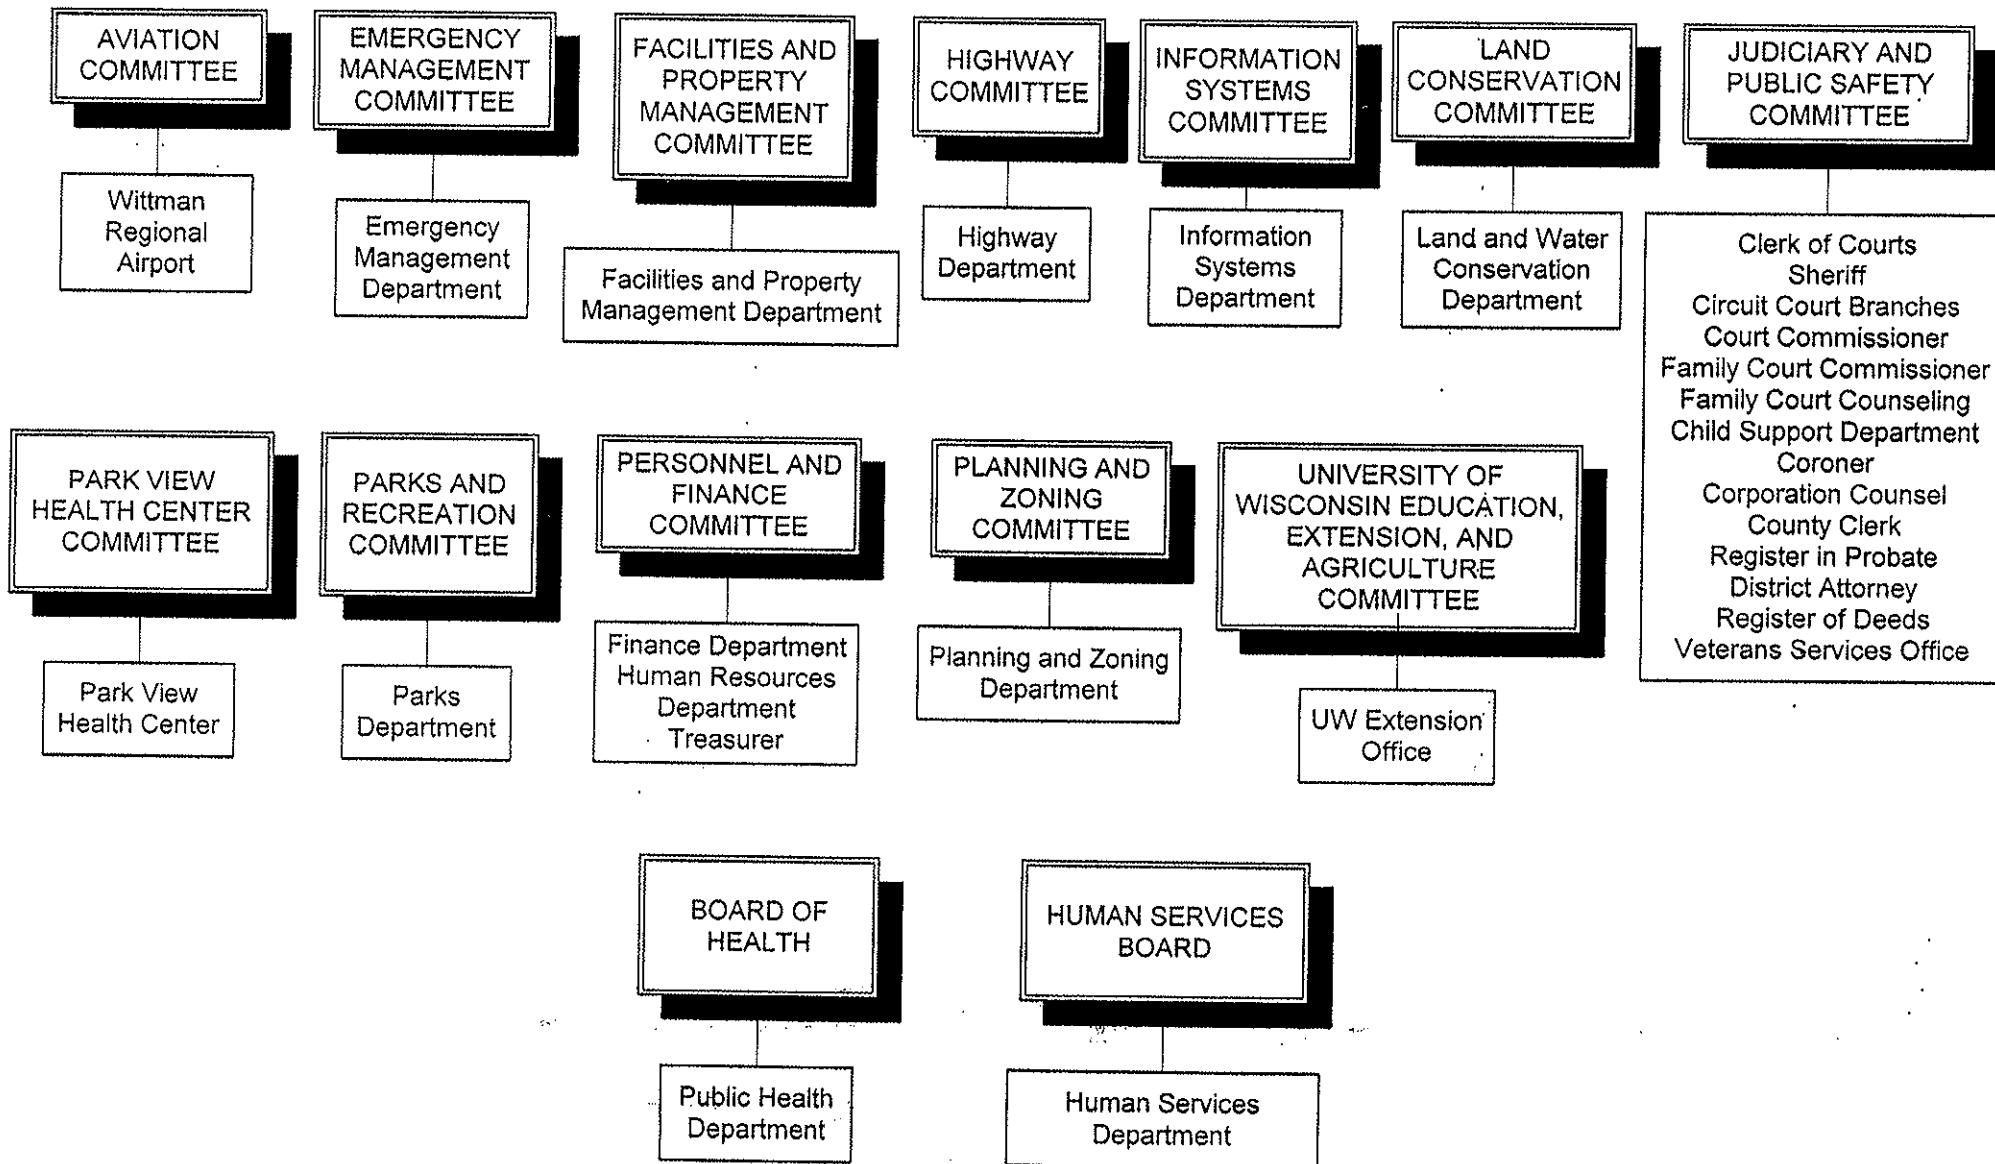 AVIATION
COMMITTEE
Wittman
Regional
Airport
EMERGENCY
MANAGEMENT
COMMITTEE
Emergency
Management
Department
FACILITIES AND
PROPERTY
MANAGEMENT
COMMITTEE
Facilities and Property
Management Department
HIGHWAY
COMMITTEE
Highway
Department
INFORMATION
SYSTEMS
COMMITTEE
Information
Systems
Department
LAND
CONSERVATION
COMMITTEE
Land and Water
Conservation
Department
JUDICIARY AND
PUBLIC SAFETY
COMMITTEE
Clerk of Courts
Sheriff
Circuit Court Branches
Court Commissioner
Family Court Commissioner
Family Court Counseling
Child Support Department
Coroner
Corporation Counsel
County Clerk
Register in Probate
District Attorney
Register of Deeds
Veterans Services Office
PARK VIEW
HEALTH CENTER
COMMITTEE
Park View
Health Center
PARKS AND
RECREATION
COMMITTEE
Parks
Department
PERSONNEL AND
FINANCE
COMMITTEE
Finance Department
Human Resources
Department
Treasurer
PLANNING AND
ZONING
COMMITTEE
Planning and Zoning
Department
UNIVERSITY OF
WISCONSIN EDUCATION,
EXTENSION, AND
AGRICULTURE
COMMITTEE
UW Extension
Office
BOARD OF
HEALTH
Public Health
Department
HUMAN SERVICES
BOARD
Human Services
Department